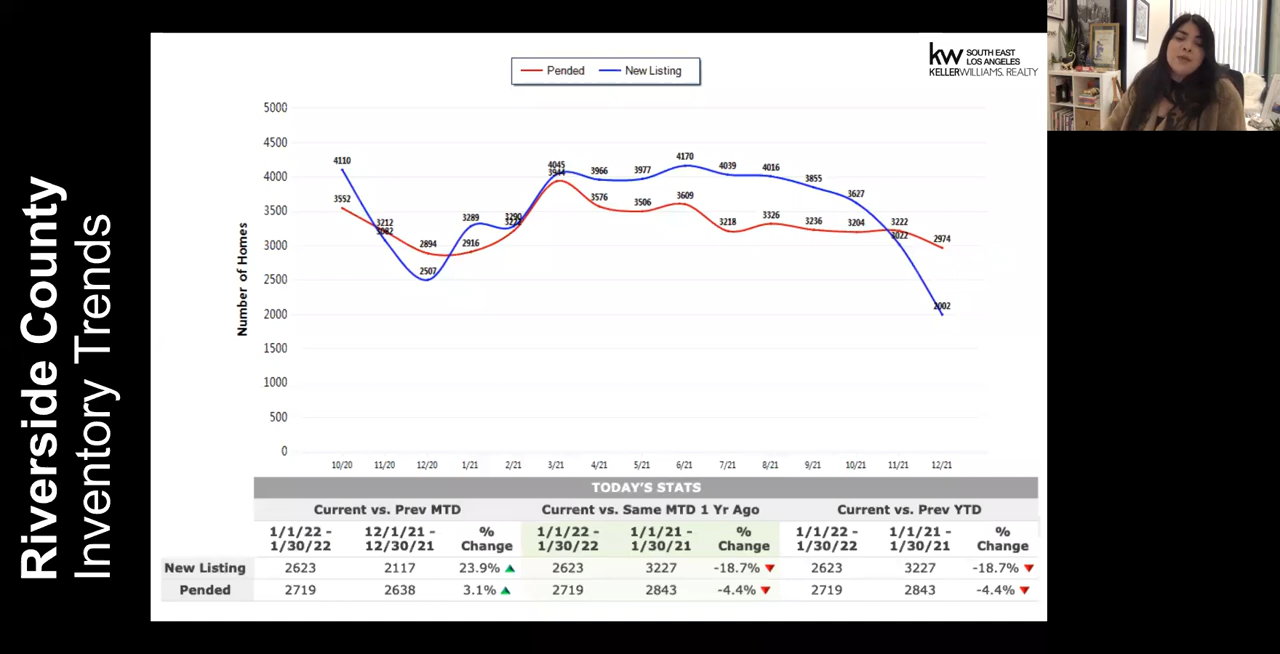 Riverside County
Inventory Trends
kw SOUTH EAST
LOS ANGELES
KELLERWILLIAMS. REALTY
Pended New Listing
Number of Homes
5000
4500
4000
3500
3000
2500
2000
1500
1000
500
0
4110 3082 2507 3289 3290 4045 3966 3977 4170 4039 4016 3855 3627 3022 2002
3552 3212 2894 2916 3944 3576 3506 3609 3218 3326 3236 3204 3222 2974
10/20 11/20 12/20 1/21 2/21 3/21 4/21 5/21 6/21 7/21 8/21 9/21 10/21 11/21 12/21
TODAY'S STATS
Current vs. Prev MTD Current vs. Same MTD 1 Yr Ago Current vs. Prev YTD
1/1/22 - 12/1/21 - % 1/1/22 - 1/1/21 - % 1/1/22 - 1/1/21 - %
1/30/22 12/30/21 Change 1/30/22 1/30/21 Change 1/30/22 1/30/21 Change
New Listing 2623 2117 23.9% 2623 3227 -18.7% 2623 3227 -18.7%
Pended 2719 2638 3.1% 2719 2843 -4.4% 2719 2843 -4.4%